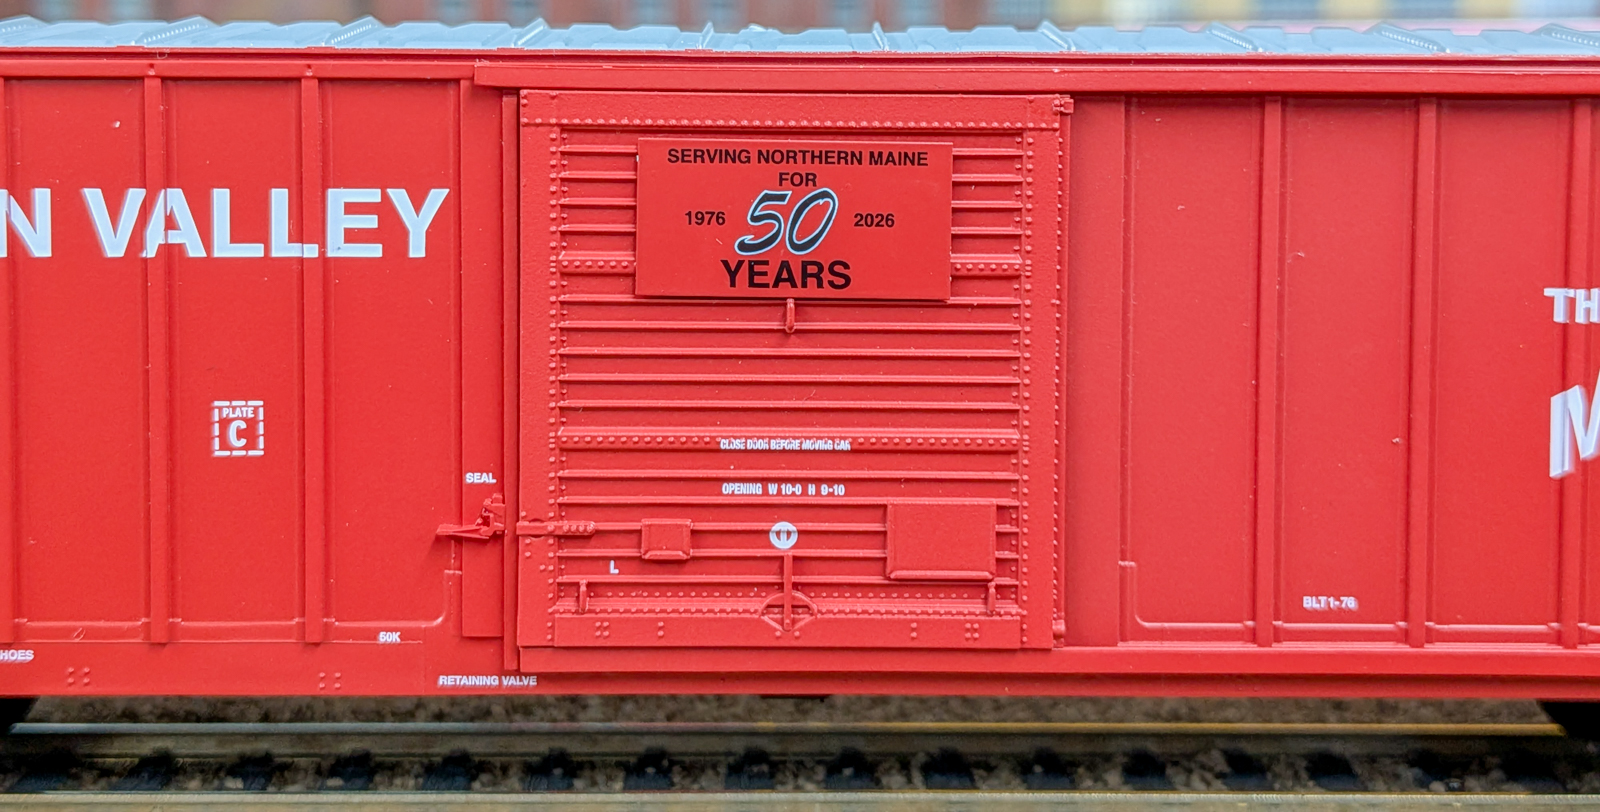 N VALLEY
PLATE
C
SEAL
50K
HOES
RETAINING VALVE
SERVING NORTHERN MAINE
FOR
1976 50 2026
YEARS
CLOSE DOOR BEFORE MOVING CAR
OPENING W 10-0 H 9-10
L
BLT 1-76
TH
M